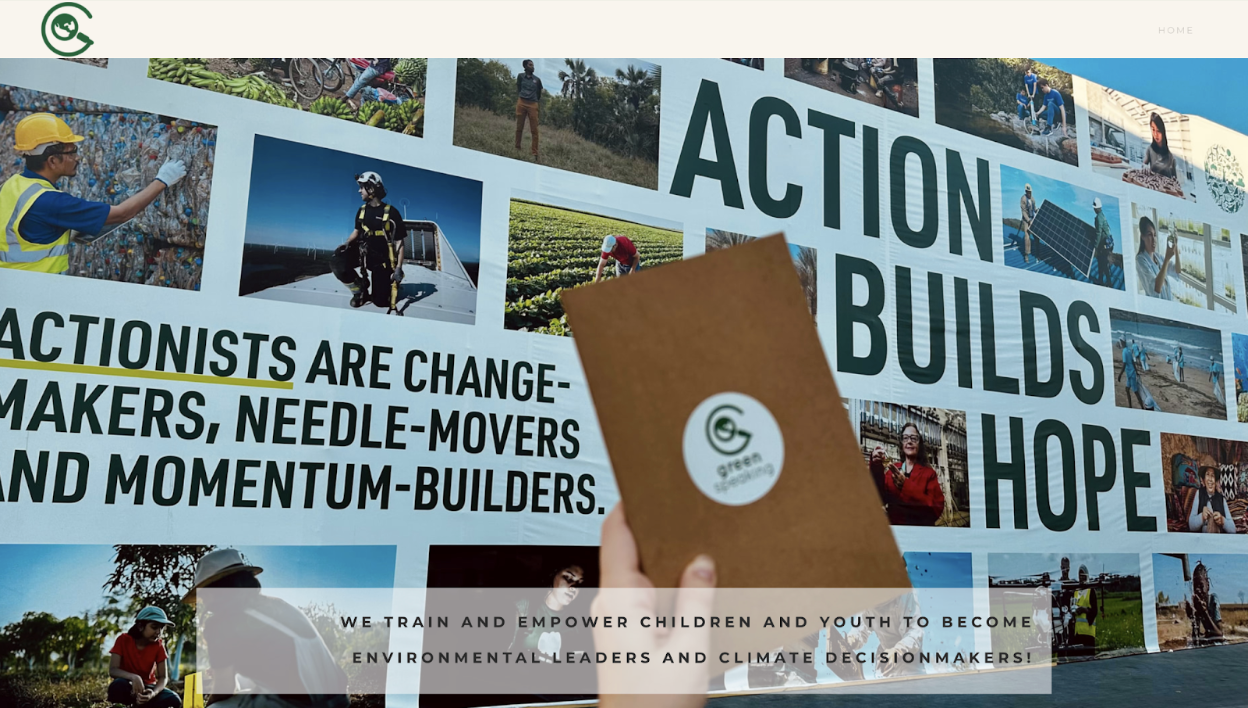 HOME
ACTION
BUILDS
HOPE
ACTIONISTS ARE CHANGE-
MAKERS, NEEDLE-MOVERS
AND MOMENTUM-BUILDERS.
green
speaking
WE TRAIN AND EMPOWER CHILDREN AND YOUTH TO BECOME
ENVIRONMENTAL LEADERS AND CLIMATE DECISIONMAKERS!